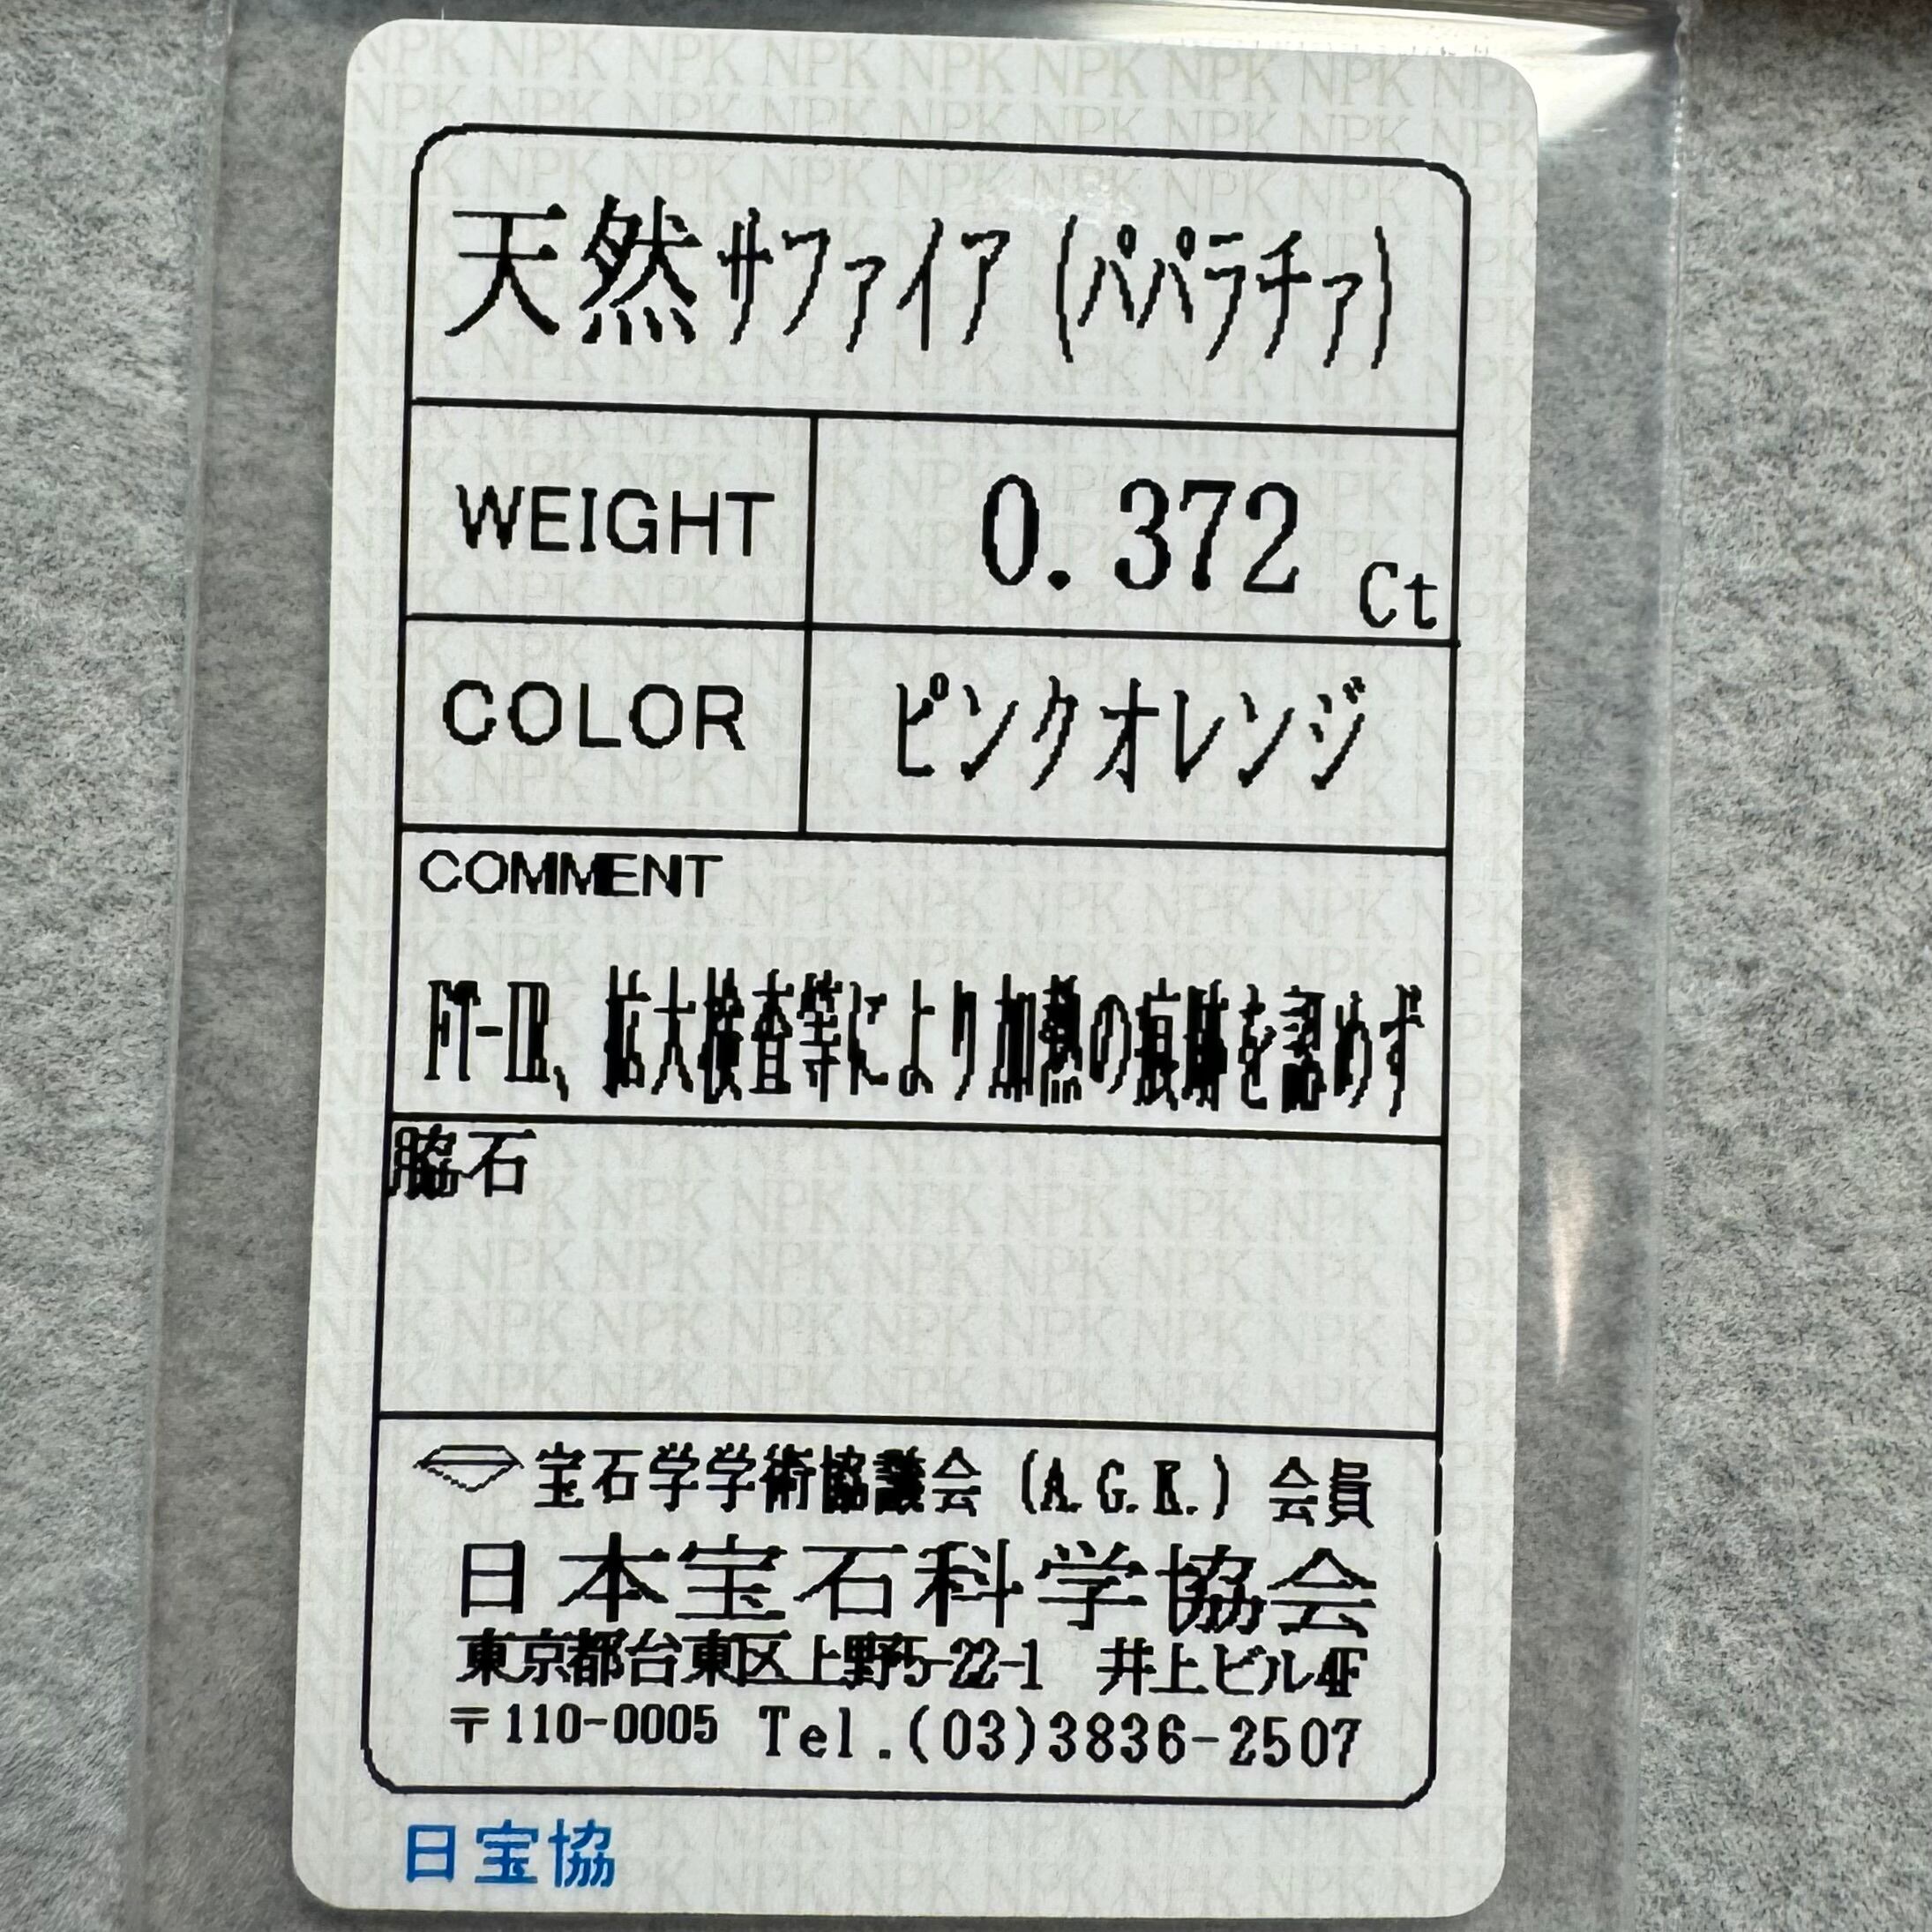 天然サファイア (パパラチァ)
WEIGHT 0.372 Ct
COLOR ピンクオレンジ
COMMENT
FT-IR、拡大検査等により加熱の痕跡を認めず
脇石
宝石学学術協議会 (A.G.K.) 会員
日本宝石科学協会
東京都台東区上野5-22-1 井上ビル4F
〒110-0005 Tel.(03)3836-2507
日宝協